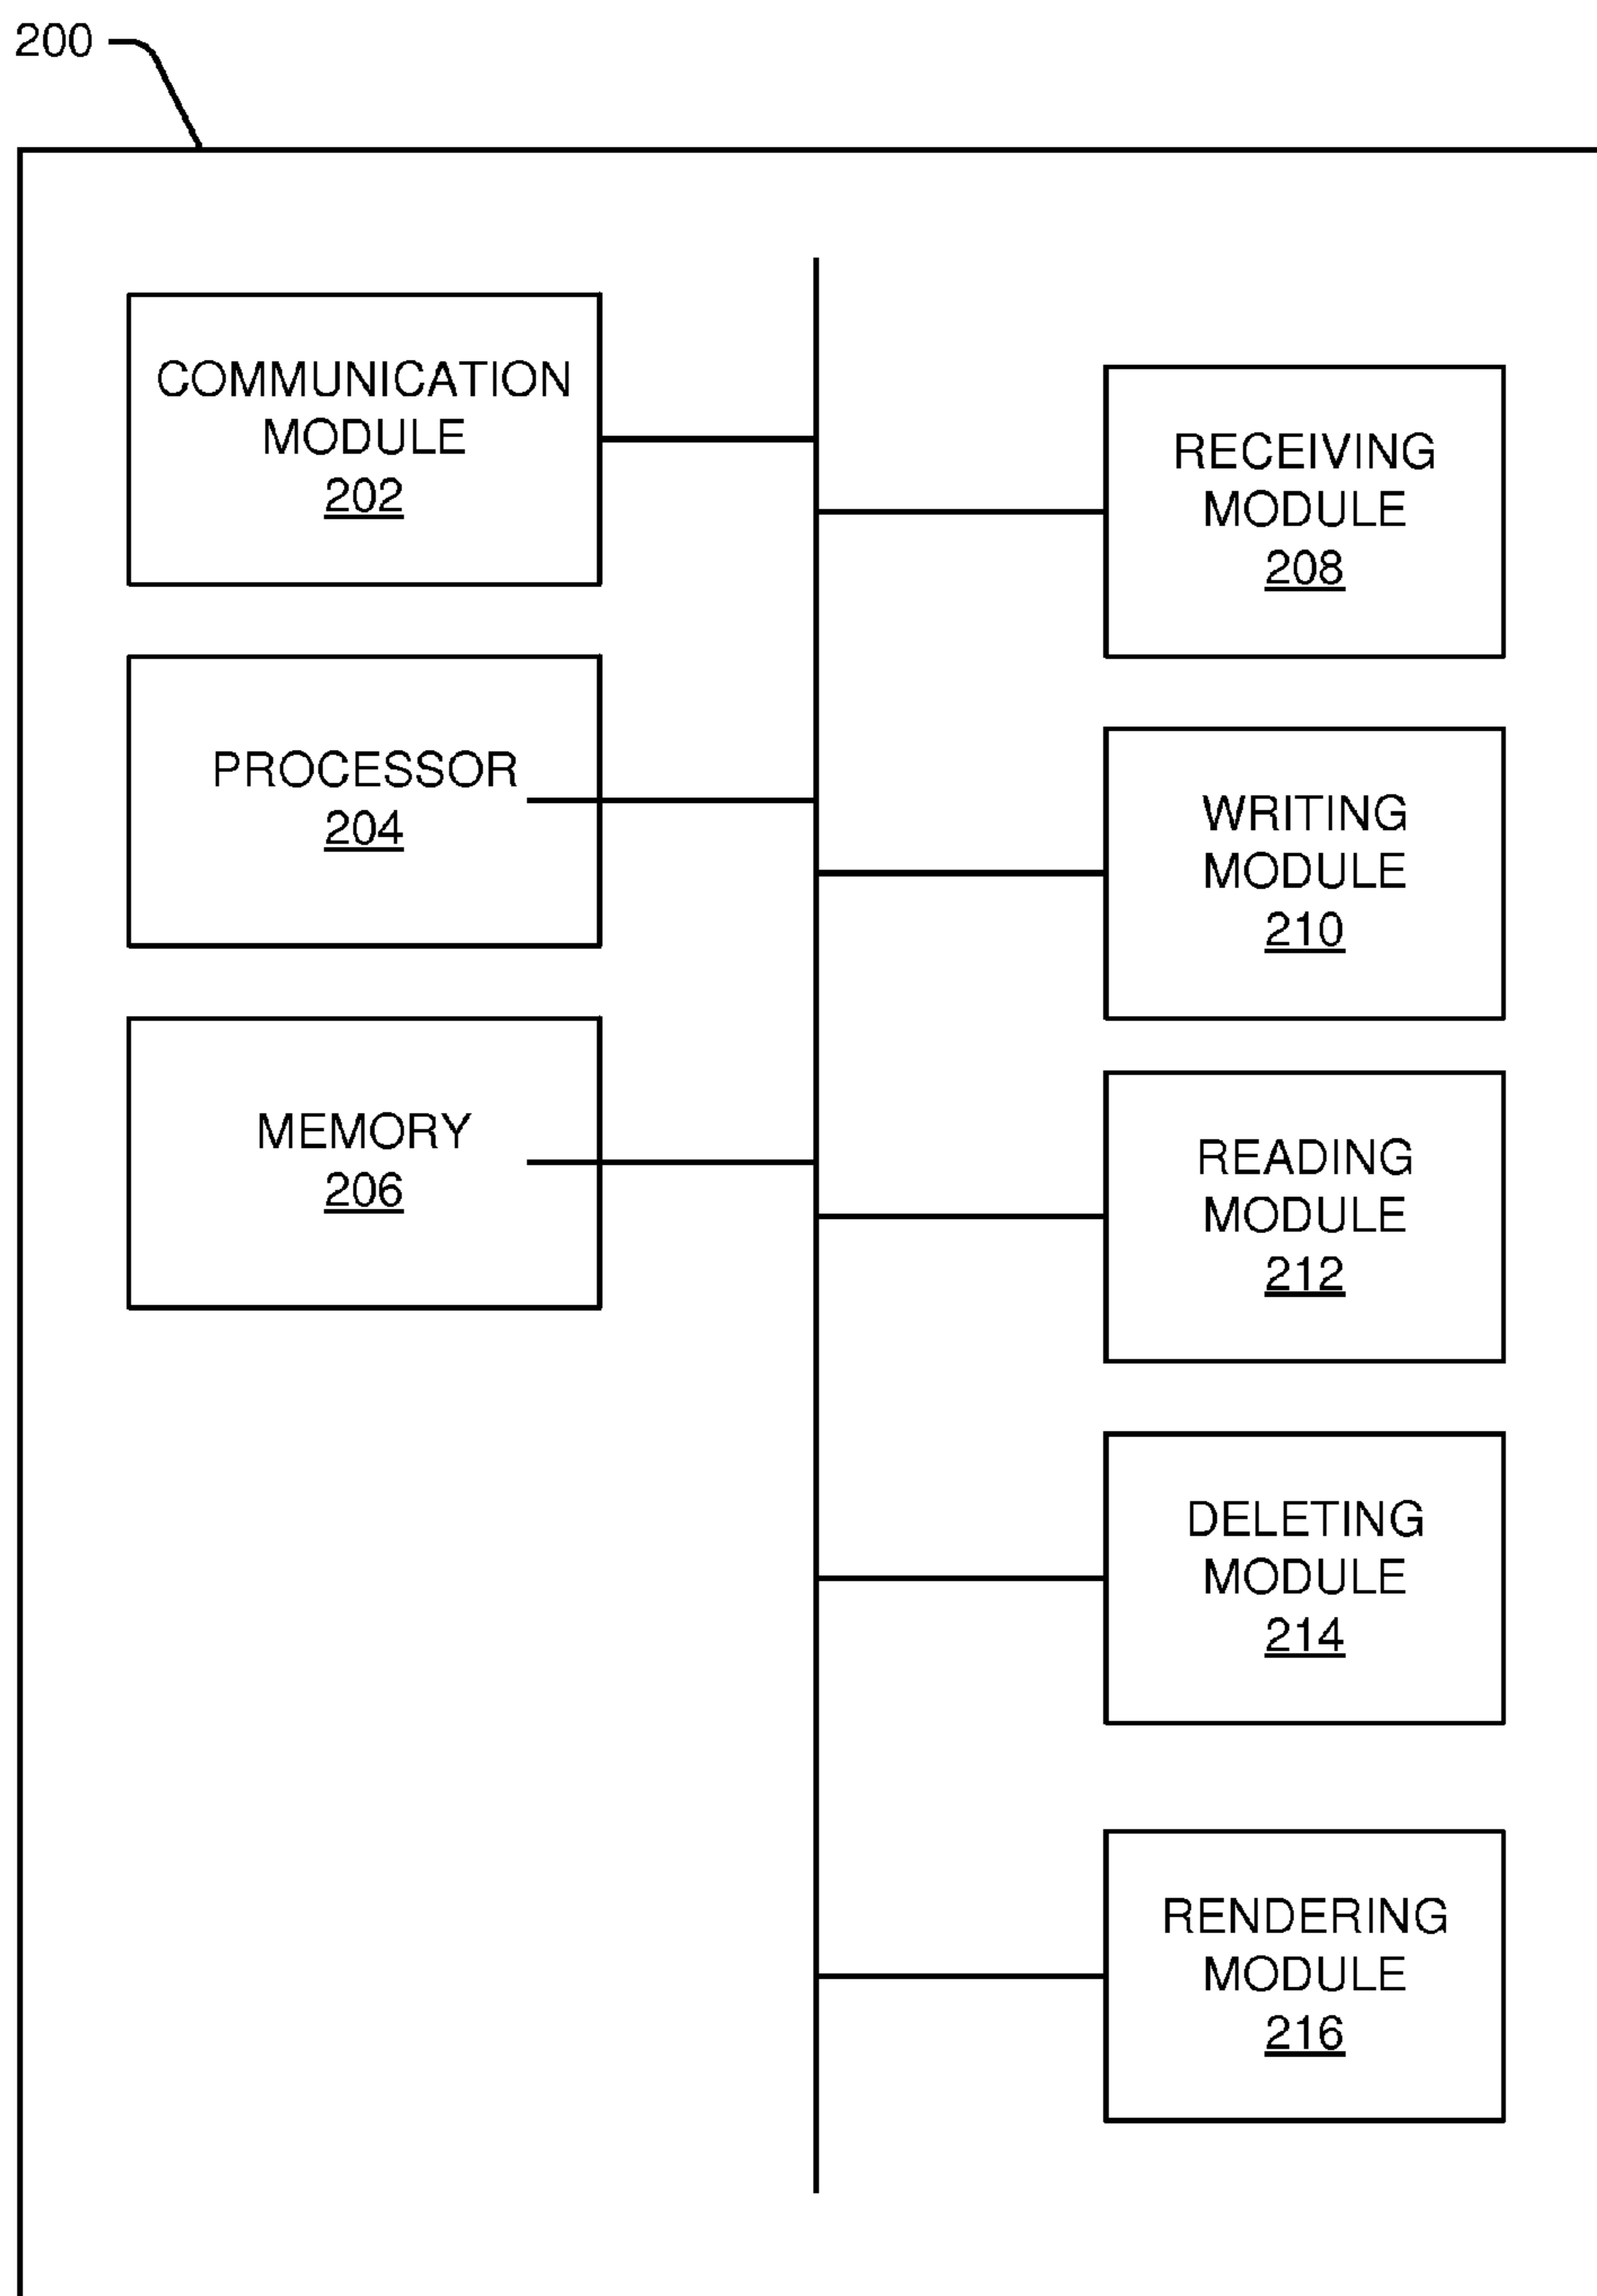 200
COMMUNICATION
MODULE
202
PROCESSOR
204
MEMORY
206
RECEIVING
MODULE
208
WRITING
MODULE
210
READING
MODULE
212
DELETING
MODULE
214
RENDERING
MODULE
216